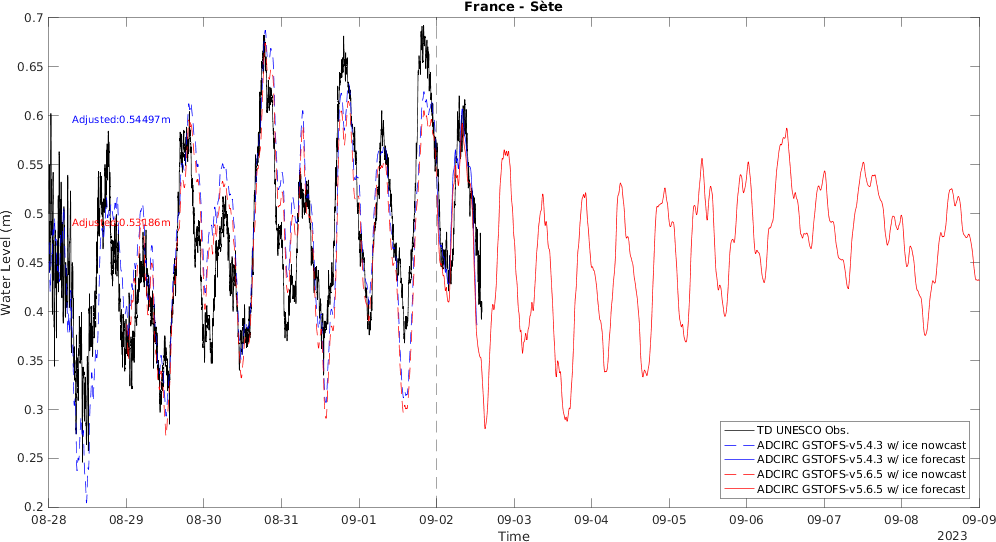 France - Sète
0.7
0.65
0.6
0.55
0.5
0.45
0.4
0.35
0.3
0.25
0.2
Water Level (m)
Adjusted:0.54497m
Adjusted:0.53186m
TD UNESCO Obs.
ADCIRC GSTOFS-v5.4.3 w/ ice nowcast
ADCIRC GSTOFS-v5.4.3 w/ ice forecast
ADCIRC GSTOFS-v5.6.5 w/ ice nowcast
ADCIRC GSTOFS-v5.6.5 w/ ice forecast
08-28 08-29 08-30 08-31 09-01 09-02 09-03 09-04 09-05 09-06 09-07 09-08 09-09
Time
2023